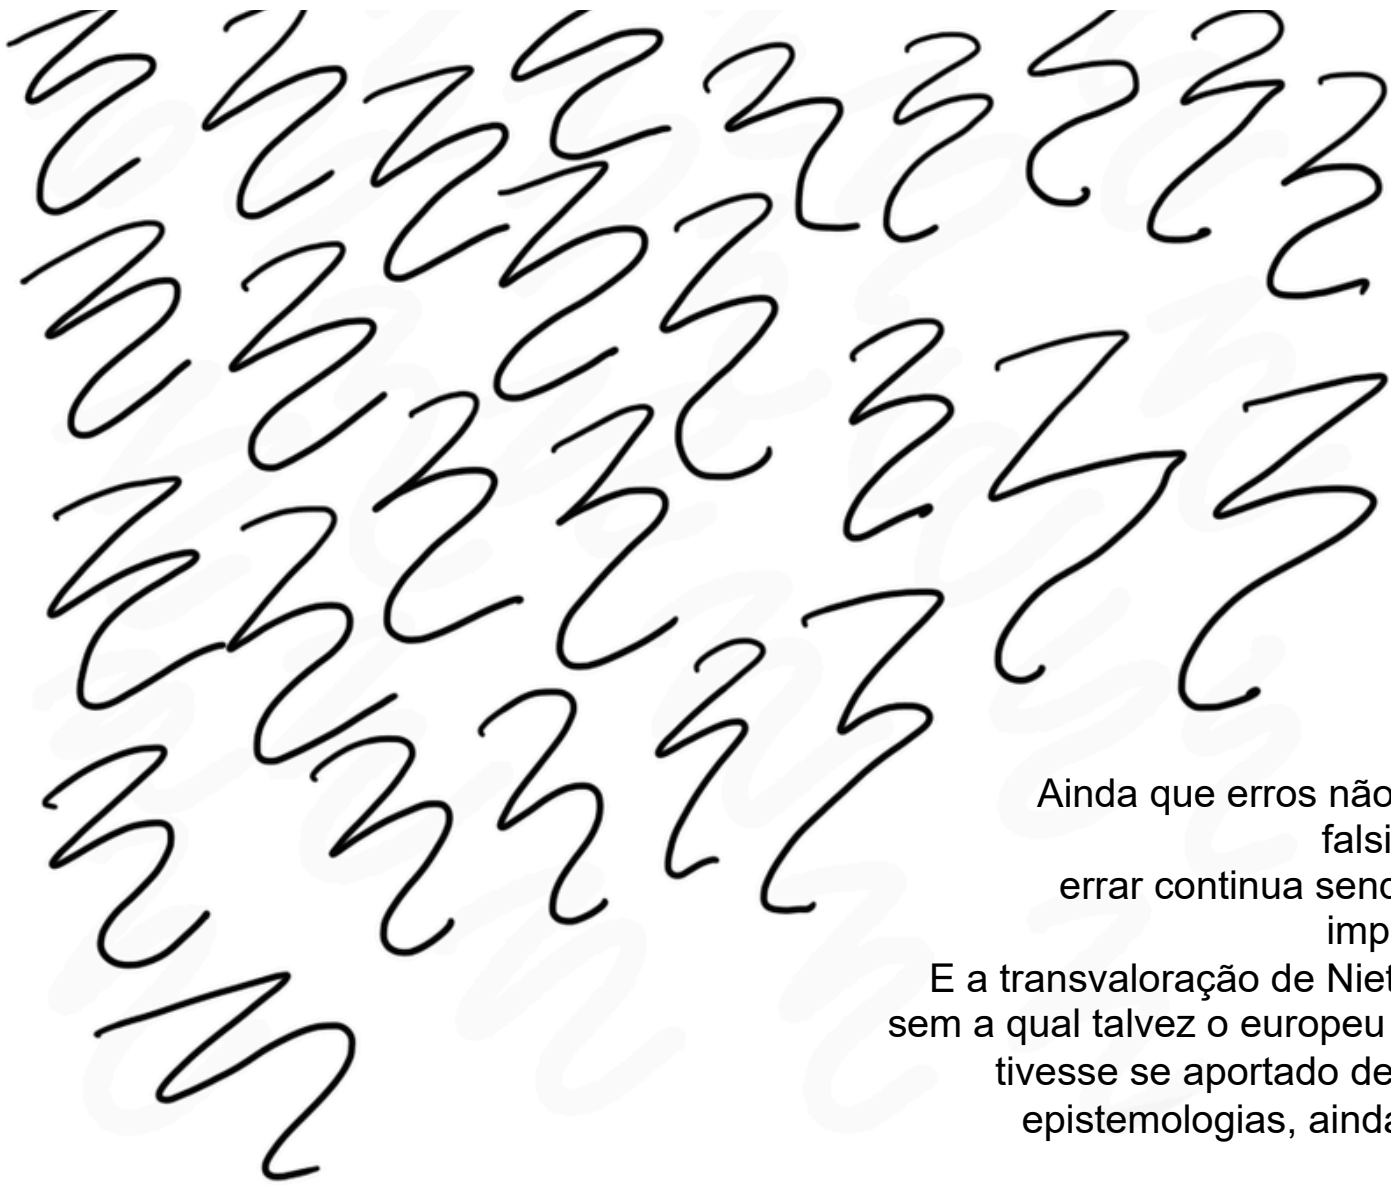 Ainda que erros não
falsi
errar continua send
imp
E a transvaloração de Niet
sem a qual talvez o europeu
tivesse se aportado de
epistemologias, ainda